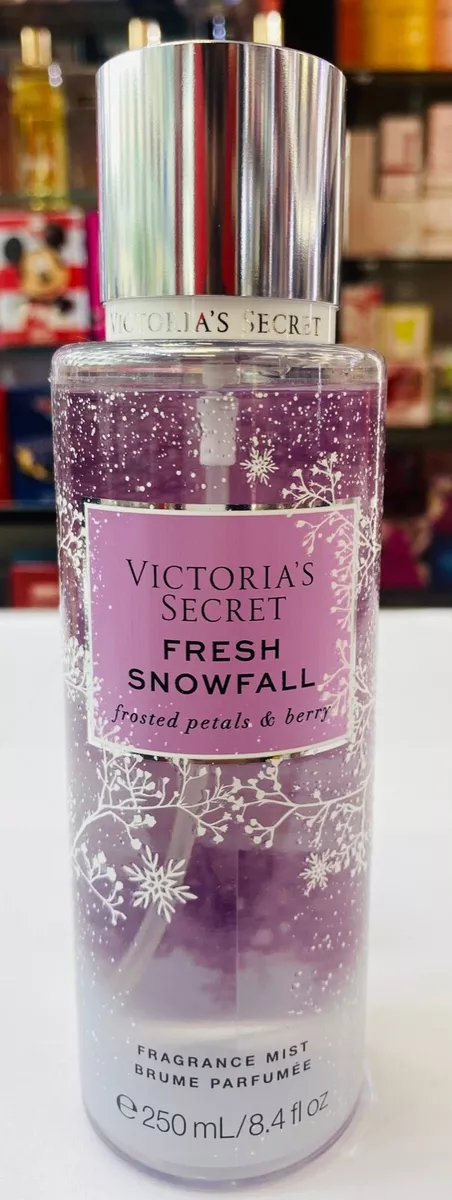 VICTORIA'S SECRET
VICTORIA'S
SECRET
FRESH
SNOWFALL
frosted petals & berry
FRAGRANCE MIST
BRUME PARFUMÉE
℮ 250 mL/8.4 fl oz